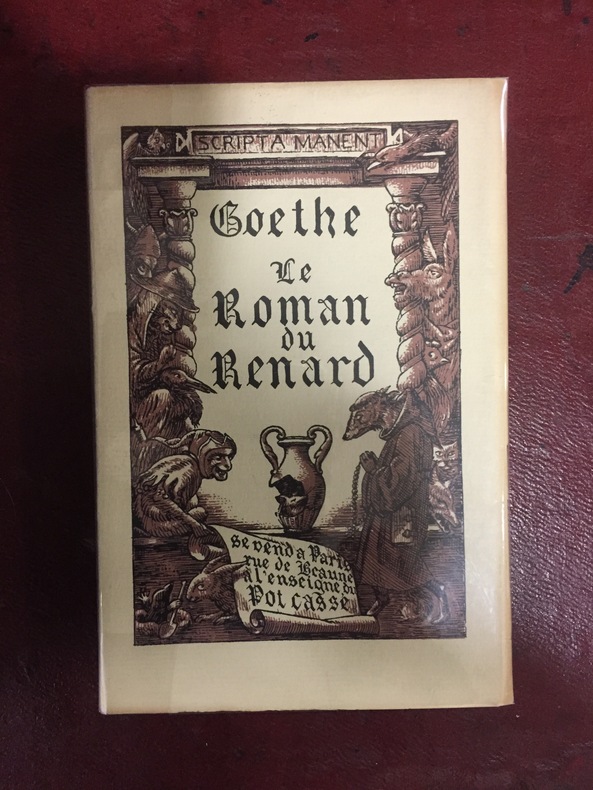 SCRIPTA MANENT
Goethe
Le
Roman
du
Renard
se vend a Paris
rue de Beaune
a l'enseigne du
Pot cassé